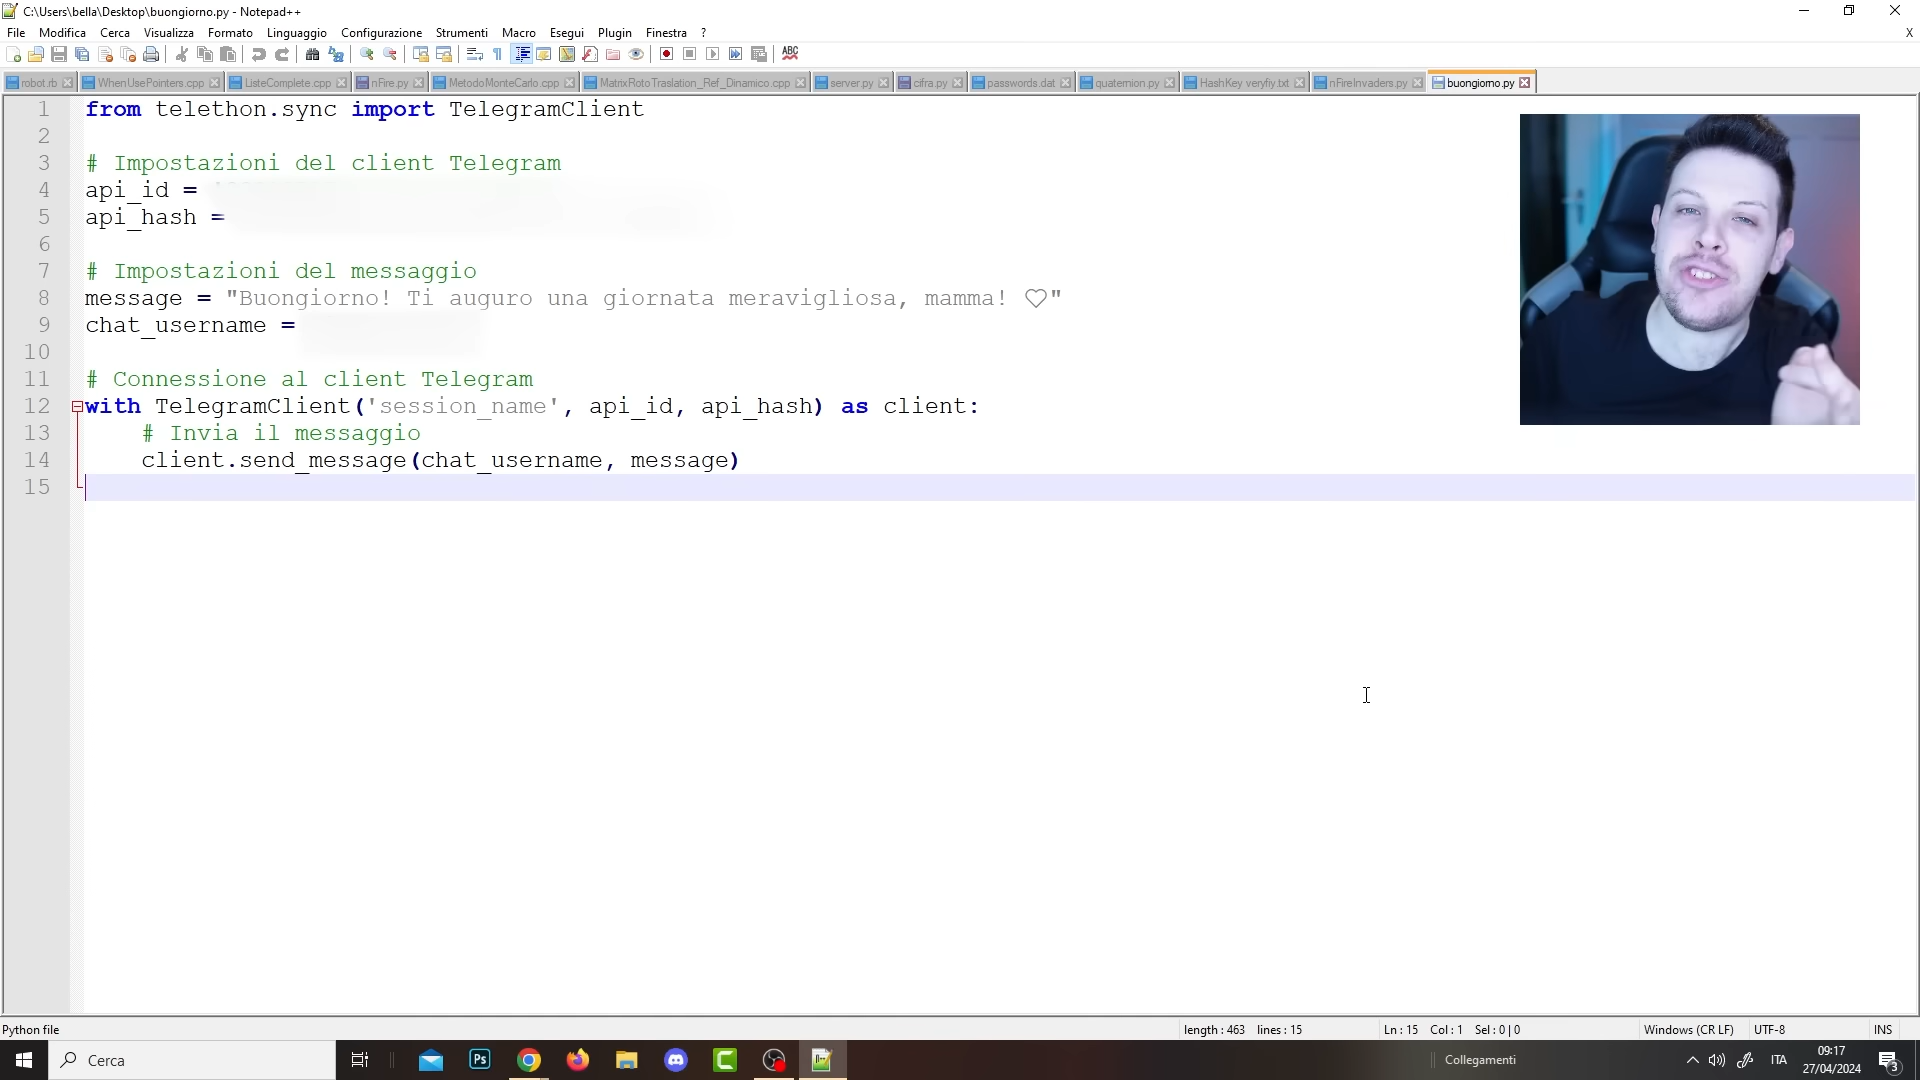 C:\Users\bella\Desktop\buongiorno.py - Notepad++
File Modifica Cerca Visualizza Formato Linguaggio Configurazione Strumenti Macro Esegui Plugin Finestra ? X
robot.rb WhenUsePointers.cpp ListeComplete.cpp nFire.py MetodoMonteCarlo.cpp MatrixRotoTraslation_Ref_Dinamico.cpp server.py cifra.py passwords.dat quaternion.py HashKey veryfiy.txt nFireInvaders.py buongiorno.py
1 from telethon.sync import TelegramClient
2
3 # Impostazioni del client Telegram
4 api_id =
5 api_hash =
6
7 # Impostazioni del messaggio
8 message = "Buongiorno! Ti auguro una giornata meravigliosa, mamma! ♡"
9 chat_username =
10
11 # Connessione al client Telegram
12 with TelegramClient('session_name', api_id, api_hash) as client:
13 # Invia il messaggio
14 client.send_message(chat_username, message)
15
Python file length : 463 lines : 15 Ln : 15 Col : 1 Sel : 0 | 0 Windows (CR LF) UTF-8 INS
Cerca Ps Collegamenti ITA 09:17
27/04/2024 3